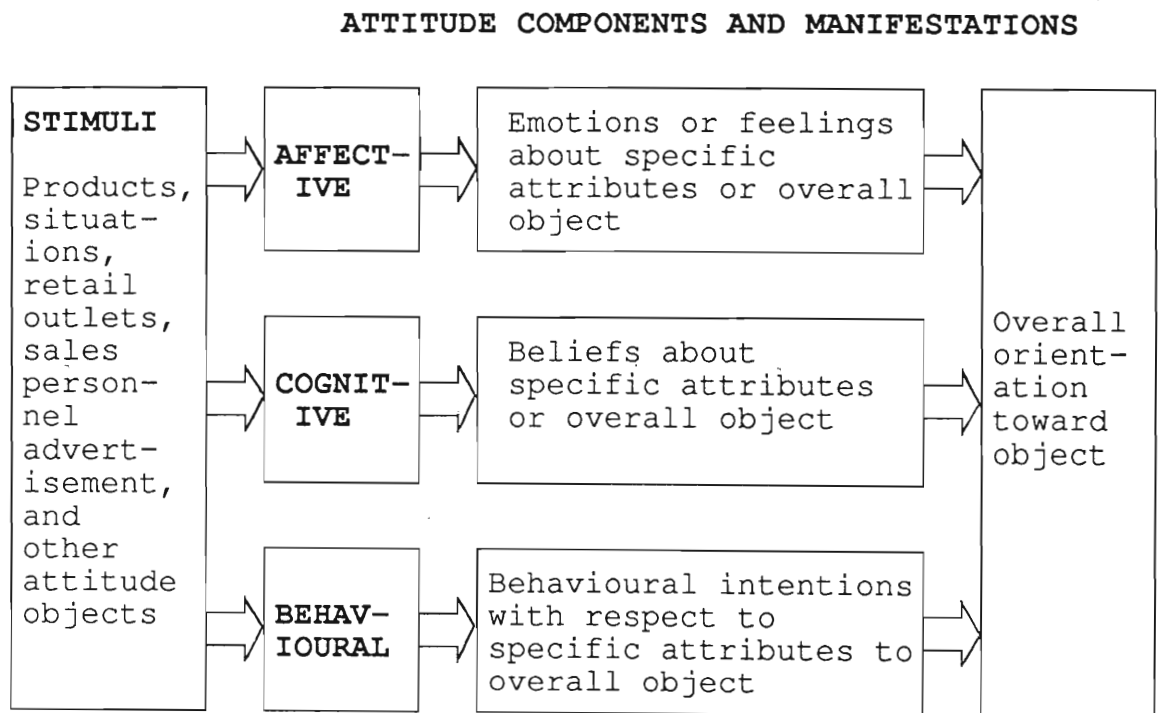 ATTITUDE COMPONENTS AND MANIFESTATIONS
STIMULI
Products,
situat-
ions,
retail
outlets,
sales
person-
nel
advert-
isement,
and
other
attitude
objects
AFFECT-
IVE
Emotions or feelings
about specific
attributes or overall
object
COGNIT-
IVE
Beliefs about
specific attributes
or overall object
BEHAV-
IOURAL
Behavioural intentions
with respect to
specific attributes to
overall object
Overall
orient-
ation
toward
object